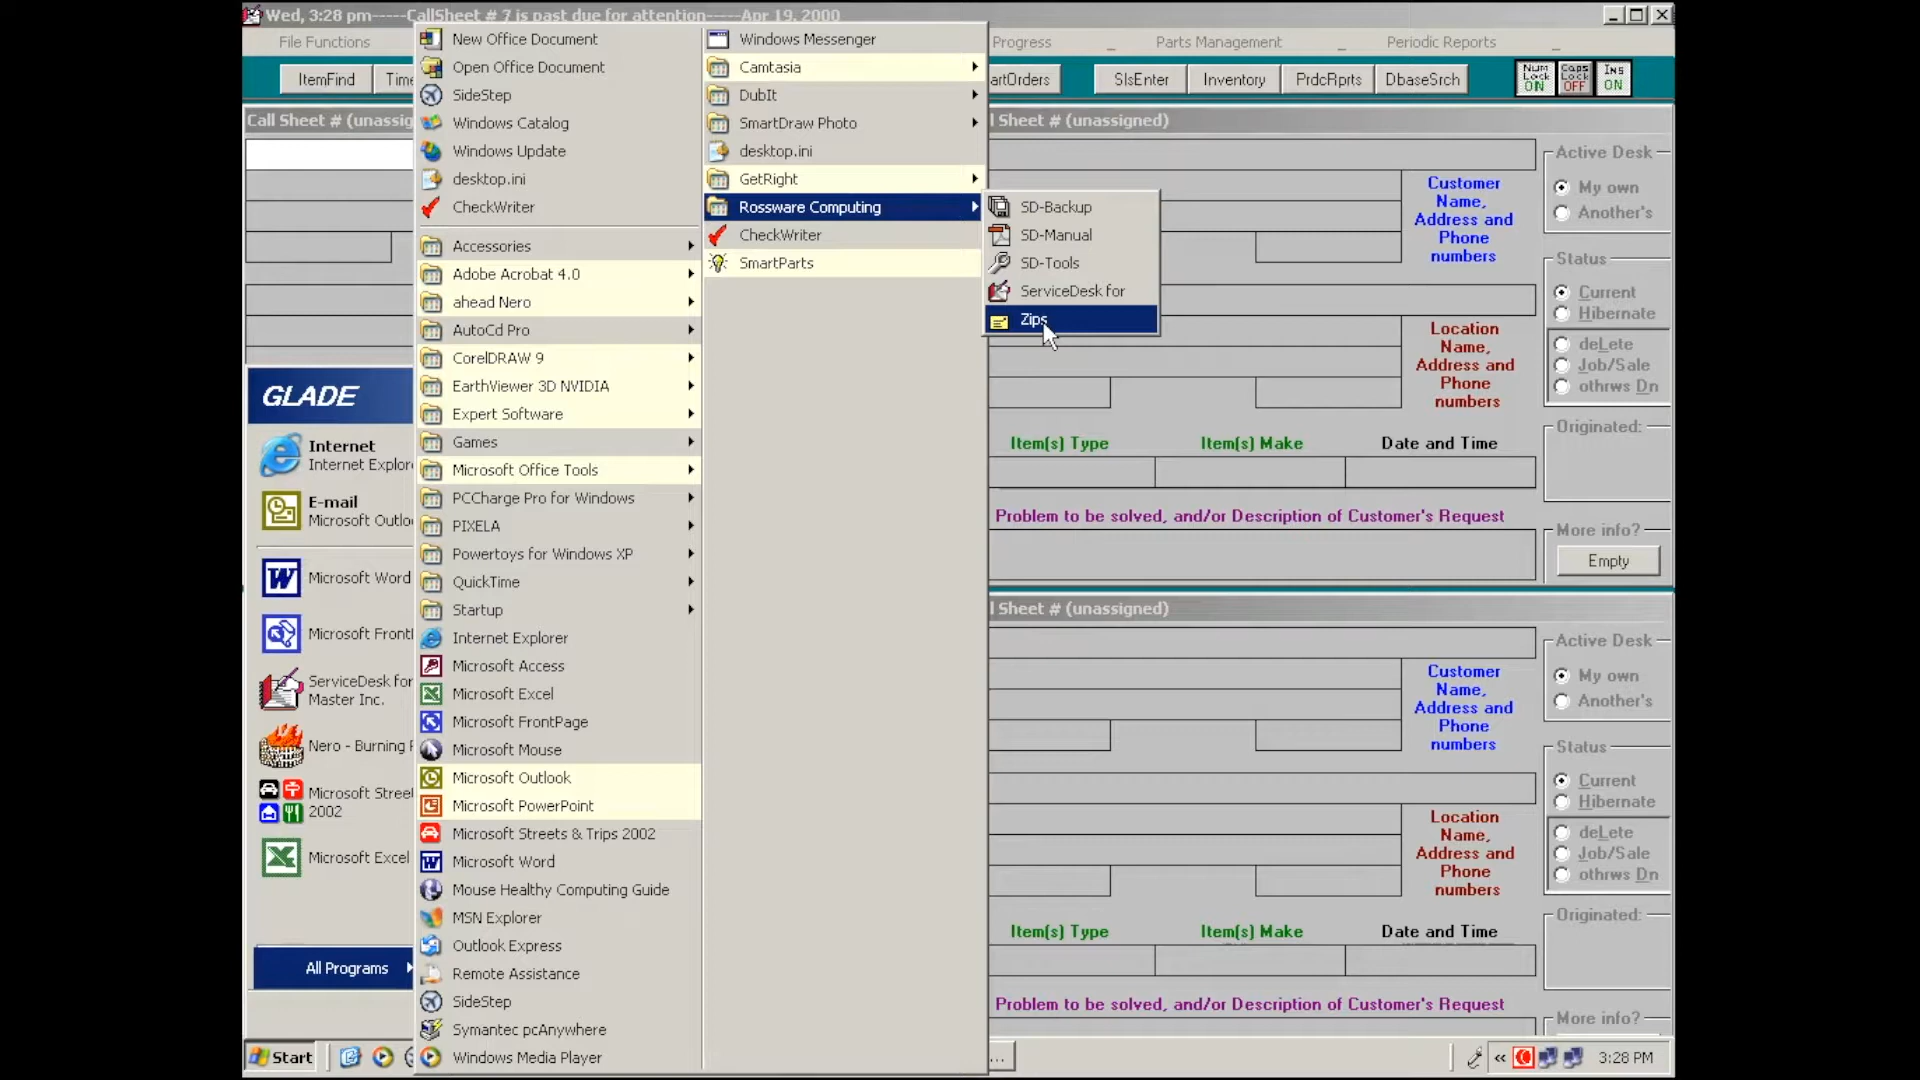 Wed, 3:28 pm-----CallSheet # 7 is past due for attention-----Apr 19, 2000
File Functions
Progress
Parts Management
Periodic Reports
ItemFind
SlsEnter
Inventory
PrdcRprts
DbaseSrch
Num Lock ON
Caps Lock OFF
Ins ON
Call Sheet # (unassig
l Sheet # (unassigned)
New Office Document
Open Office Document
SideStep
Windows Catalog
Windows Update
desktop.ini
CheckWriter
Accessories
Adobe Acrobat 4.0
ahead Nero
AutoCd Pro
CorelDRAW 9
EarthViewer 3D NVIDIA
Expert Software
Games
Microsoft Office Tools
PCCharge Pro for Windows
PIXELA
Powertoys for Windows XP
QuickTime
Startup
Internet Explorer
Microsoft Access
Microsoft Excel
Microsoft FrontPage
Microsoft Mouse
Microsoft Outlook
Microsoft PowerPoint
Microsoft Streets & Trips 2002
Microsoft Word
Mouse Healthy Computing Guide
MSN Explorer
Outlook Express
Remote Assistance
SideStep
Symantec pcAnywhere
Windows Media Player
Windows Messenger
Camtasia
DubIt
SmartDraw Photo
desktop.ini
GetRight
Rossware Computing
CheckWriter
SmartParts
SD-Backup
SD-Manual
SD-Tools
ServiceDesk for
Zips
GLADE
Internet
Internet Explor
E-mail
Microsoft Outlo
Microsoft Word
Microsoft Front
ServiceDesk for
Master Inc.
Nero - Burning
Microsoft Stree
2002
Microsoft Excel
All Programs
Customer
Name,
Address and
Phone
numbers
Location
Name,
Address and
Phone
numbers
Item(s) Type
Item(s) Make
Date and Time
Problem to be solved, and/or Description of Customer's Request
Active Desk
My own
Another's
Status
Current
Hibernate
deLete
Job/Sale
othrws Dn
Originated:
More info?
Empty
l Sheet # (unassigned)
Customer
Name,
Address and
Phone
numbers
Location
Name,
Address and
Phone
numbers
Item(s) Type
Item(s) Make
Date and Time
Problem to be solved, and/or Description of Customer's Request
Active Desk
My own
Another's
Status
Current
Hibernate
deLete
Job/Sale
othrws Dn
Originated:
More info?
Start
...
«
3:28 PM